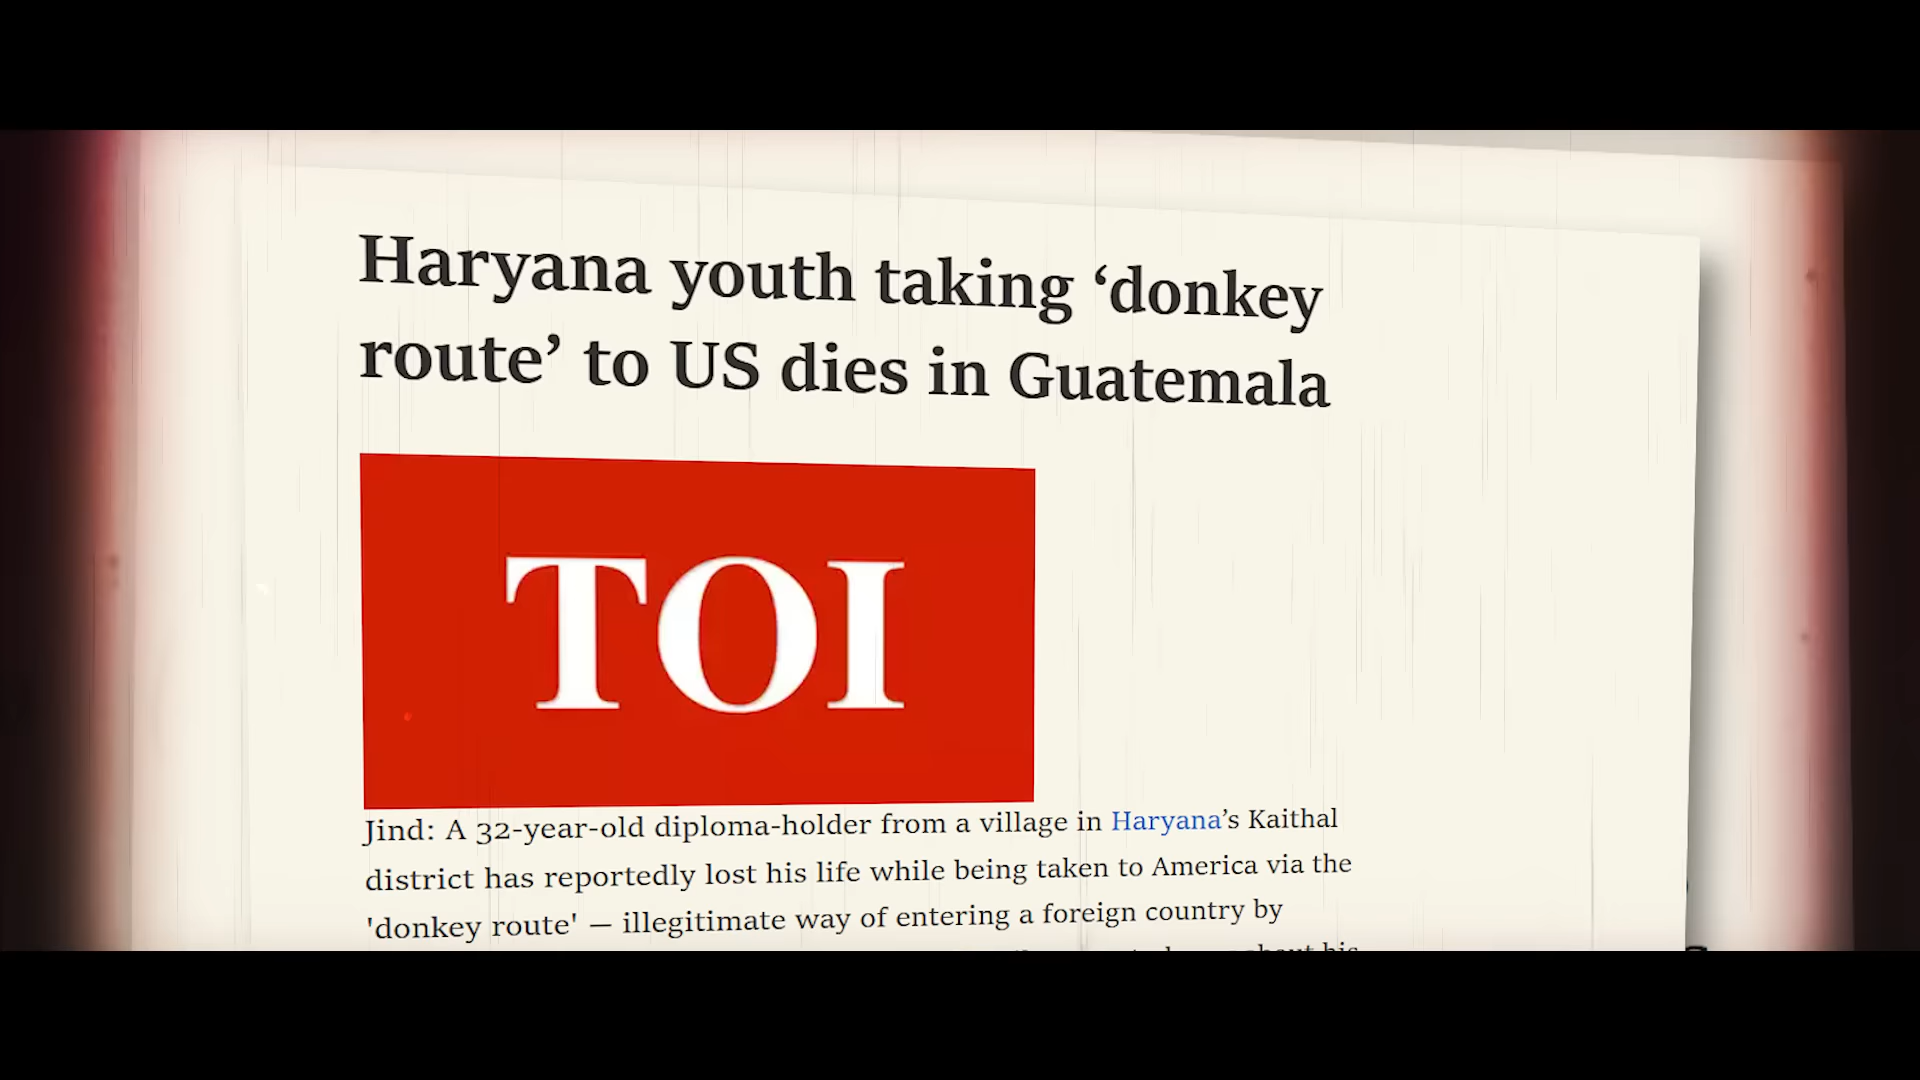 Haryana youth taking ‘donkey
route’ to US dies in Guatemala
TOI
Jind: A 32-year-old diploma-holder from a village in Haryana’s Kaithal
district has reportedly lost his life while being taken to America via the
'donkey route' — illegitimate way of entering a foreign country by
about his